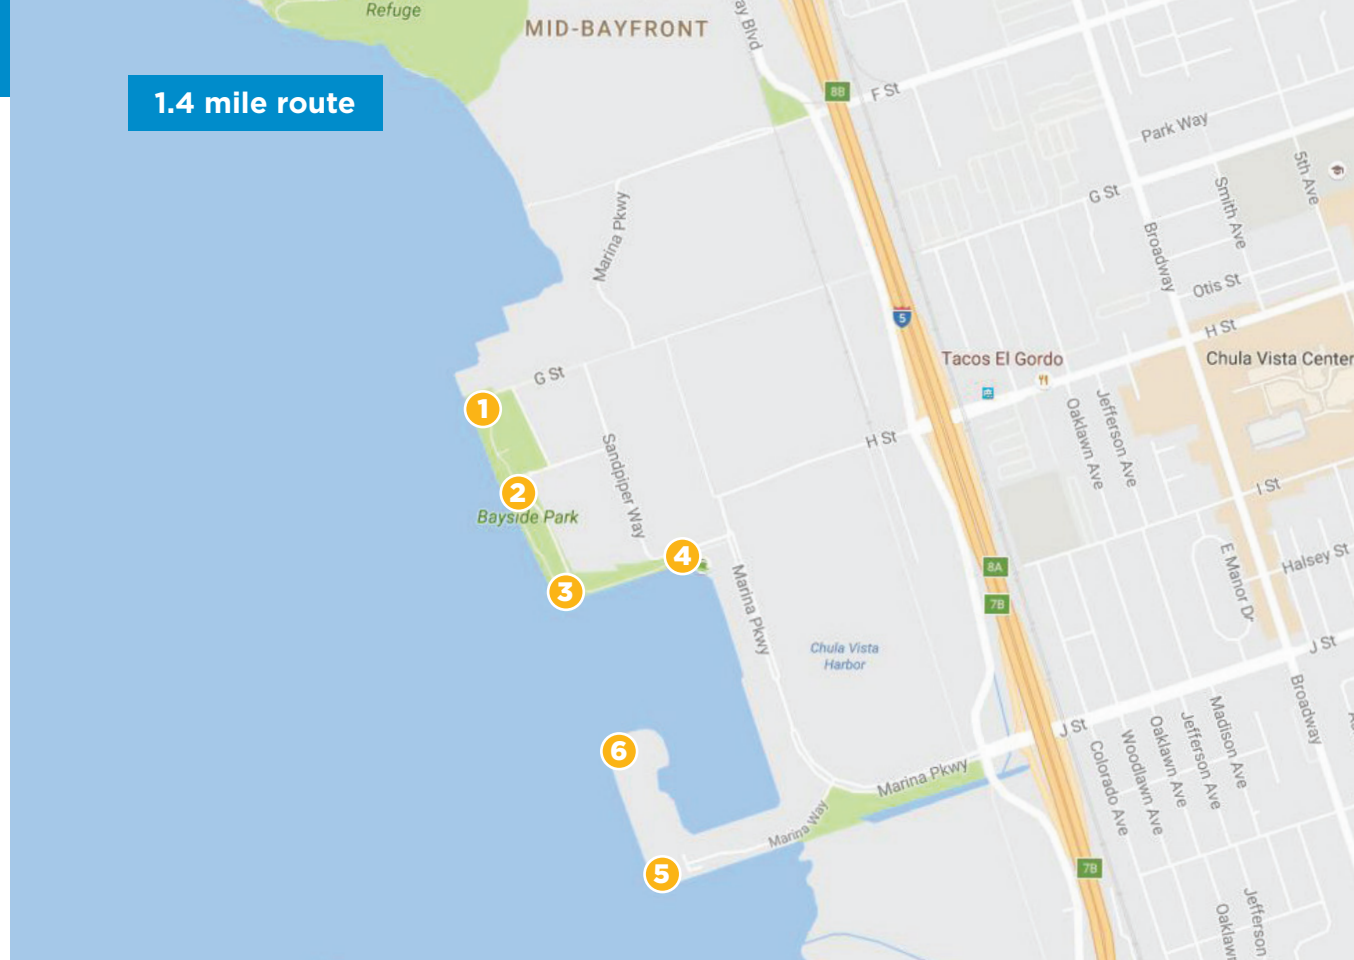 Refuge
MID-BAYFRONT
1.4 mile route
ay Blvd
8B
F St
Park Way
5th Ave
G St
Smith Ave
Marina Pkwy
Broadway
Otis St
5
H St
Tacos El Gordo
Chula Vista Center
G St
1
Oaklawn Ave
Jefferson Ave
H St
Sandpiper Way
2
I St
Bayside Park
4
8A
E Manor Dr
Halsey St
3
7B
Marina Pkwy
Chula Vista
Harbor
J St
Broadway
6
J St
Madison Ave
Jefferson Ave
Oaklawn Ave
Woodlawn Ave
Colorado Ave
Marina Pkwy
Marina Way
5
7B
Jefferson
Oaklawn